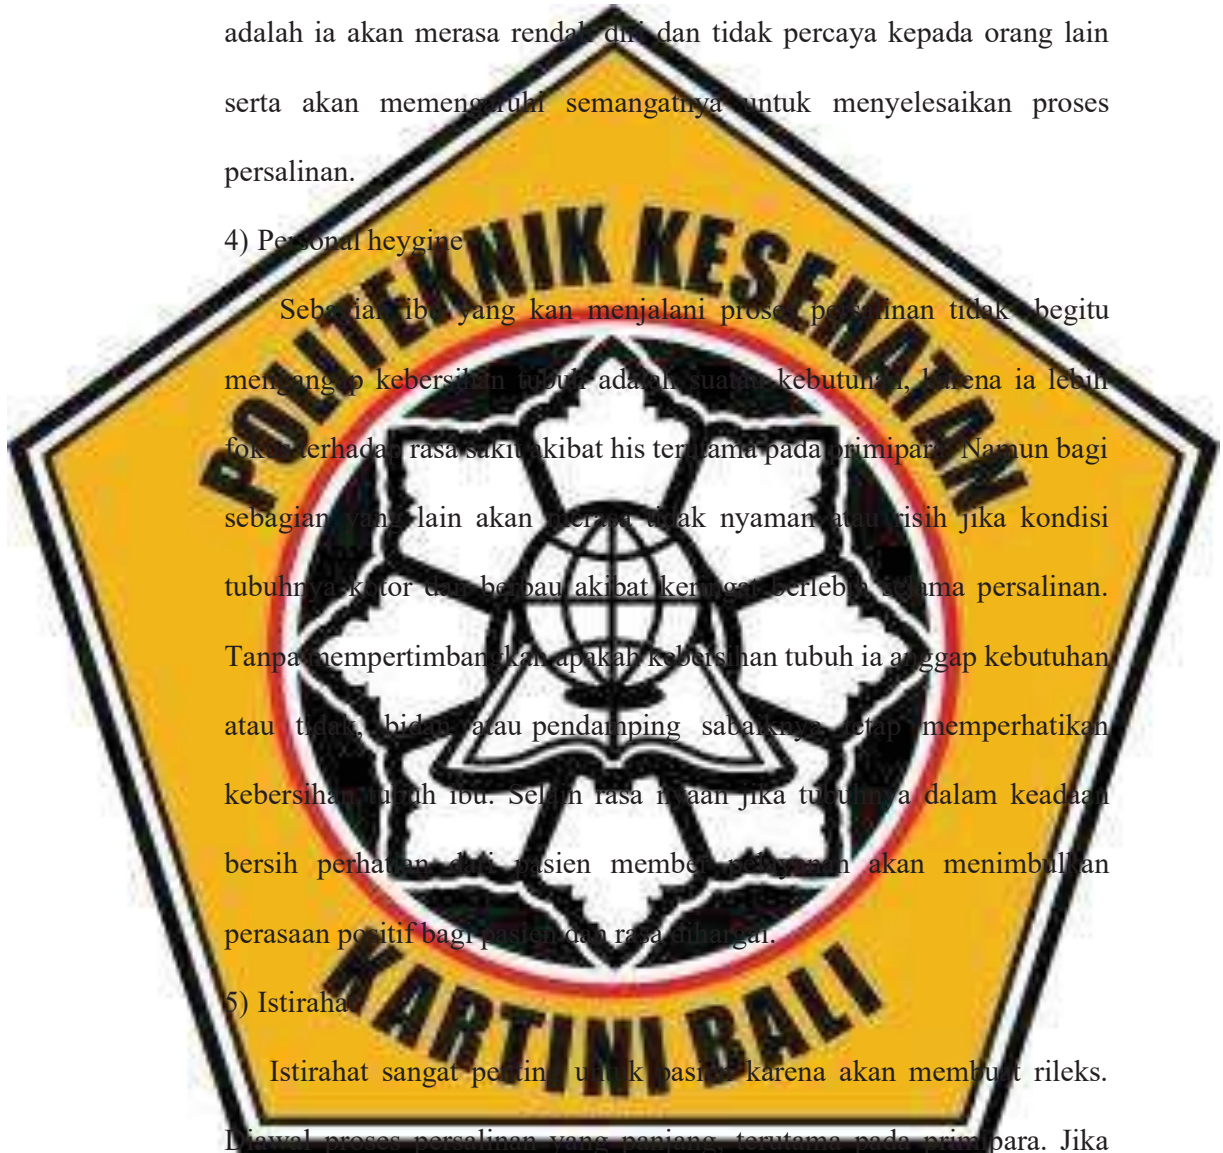 adalah ia akan merasa rendah diri dan tidak percaya kepada orang lain
serta akan memengaruhi semangatnya untuk menyelesaikan proses
persalinan.
4) Personal heygine
Sebagian ibu yang kan menjalani proses persalinan tidak begitu
mengangap kebersihan tubuh adalah suatau kebutuhan, karena ia lebih
fokus terhadap rasa sakit akibat his terutama pada primipara. Namun bagi
sebagian yang lain akan merasa tidak nyaman atau risih jika kondisi
tubuhnya kotor dan berbau akibat keringat berlebih selama persalinan.
Tanpa mempertimbangkan apakah kebersihan tubuh ia anggap kebutuhan
atau tidak, bidan atau pendamping sabaiknya tetap memperhatikan
kebersihan tubuh ibu. Selain rasa nyaan jika tubuhnya dalam keadaan
bersih perhatian dari pasien member pelayanan akan menimbulkan
perasaan positif bagi pasien dan rasa dihargai.
5) Istirahat
Istirahat sangat penting untuk pasien karena akan membuat rileks.
Diawal proses persalinan yang panjang, terutama pada primipara. Jika
POLITEKNIK KESEHATAN
KARTINI BALI